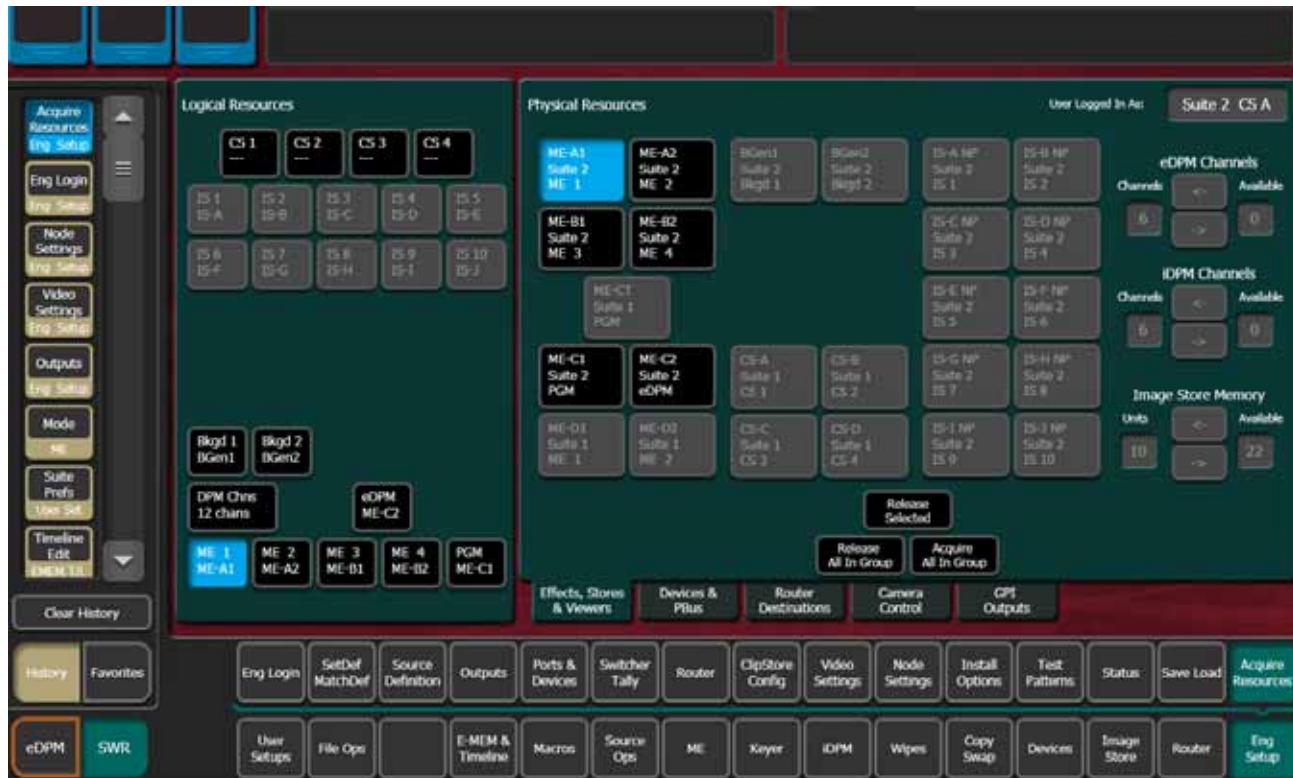 Acquire
Resources
Eng Setup
Eng Login
Eng Setup
Node
Settings
Eng Setup
Video
Settings
Eng Setup
Outputs
Eng Setup
Mode
ME
Suite
Prefs
User Set.
Timeline
Edit
EMEM T/L
Clear History
History
Favorites
eDPM
SWR
Logical Resources
CS 1
---
CS 2
---
CS 3
---
CS 4
---
IS 1
IS-A
IS 2
IS-B
IS 3
IS-C
IS 4
IS-D
IS 5
IS-E
IS 6
IS-F
IS 7
IS-G
IS 8
IS-H
IS 9
IS-I
IS 10
IS-J
Bkgd 1
BGen1
Bkgd 2
BGen2
DPM Chns
12 chans
eDPM
ME-C2
ME 1
ME-A1
ME 2
ME-A2
ME 3
ME-B1
ME 4
ME-B2
PGM
ME-C1
Physical Resources
User Logged In As:
Suite 2 CS A
ME-A1
Suite 2
ME 1
ME-A2
Suite 2
ME 2
BGen1
Suite 2
Bkgd 1
BGen2
Suite 2
Bkgd 2
IS-A NP
Suite 2
IS 1
IS-B NP
Suite 2
IS 2
ME-B1
Suite 2
ME 3
ME-B2
Suite 2
ME 4
IS-C NP
Suite 2
IS 3
IS-D NP
Suite 2
IS 4
ME-CT
Suite 1
PGM
IS-E NP
Suite 2
IS 5
IS-F NP
Suite 2
IS 6
ME-C1
Suite 2
PGM
ME-C2
Suite 2
eDPM
CS-A
Suite 1
CS 1
CS-B
Suite 1
CS 2
IS-G NP
Suite 2
IS 7
IS-H NP
Suite 2
IS 8
ME-D1
Suite 1
ME 1
ME-D2
Suite 1
ME 2
CS-C
Suite 1
CS 3
CS-D
Suite 1
CS 4
IS-I NP
Suite 2
IS 9
IS-J NP
Suite 2
IS 10
eDPM Channels
Channels
<-
Available
6
->
0
iDPM Channels
Channels
<-
Available
6
->
0
Image Store Memory
Units
<-
Available
10
->
22
Release
Selected
Release
All In Group
Acquire
All In Group
Effects, Stores
& Viewers
Devices &
PBus
Router
Destinations
Camera
Control
GPI
Outputs
Eng Login
SetDef
MatchDef
Source
Definition
Outputs
Ports &
Devices
Switcher
Tally
Router
ClipStore
Config
Video
Settings
Node
Settings
Install
Options
Test
Patterns
Status
Save Load
Acquire
Resources
User
Setups
File Ops
E-MEM &
Timeline
Macros
Source
Ops
ME
Keyer
iDPM
Wipes
Copy
Swap
Devices
Image
Store
Router
Eng
Setup